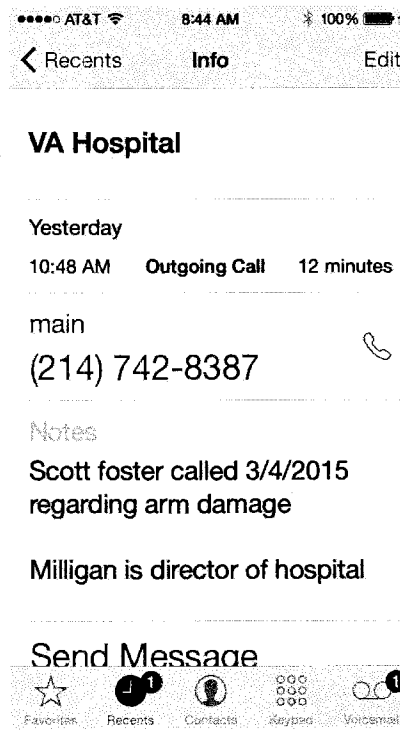 AT&T 8:44 AM 100%
Recents Info Edit
VA Hospital
Yesterday
10:48 AM Outgoing Call 12 minutes
main
(214) 742-8387
Notes
Scott foster called 3/4/2015
regarding arm damage
Milligan is director of hospital
Send Message
1 1
Favorites Recents Contacts Keypad Voicemail